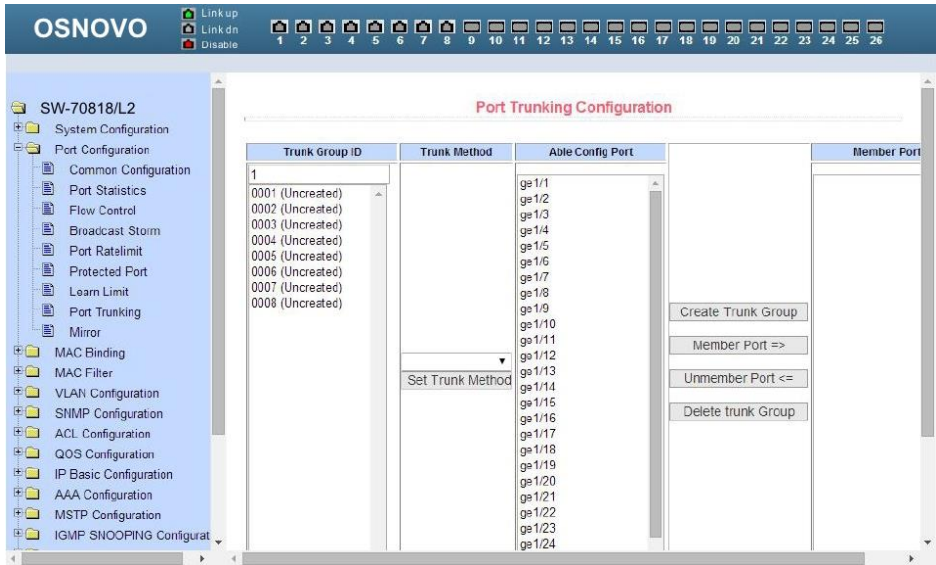 OSNOVO
Link up
Link dn
Disable
1 2 3 4 5 6 7 8 9 10 11 12 13 14 15 16 17 18 19 20 21 22 23 24 25 26
SW-70818/L2
System Configuration
Port Configuration
Common Configuration
Port Statistics
Flow Control
Broadcast Storm
Port Ratelimit
Protected Port
Learn Limit
Port Trunking
Mirror
MAC Binding
MAC Filter
VLAN Configuration
SNMP Configuration
ACL Configuration
QOS Configuration
IP Basic Configuration
AAA Configuration
MSTP Configuration
IGMP SNOOPING Configurat
Port Trunking Configuration
Trunk Group ID
1
0001 (Uncreated)
0002 (Uncreated)
0003 (Uncreated)
0004 (Uncreated)
0005 (Uncreated)
0006 (Uncreated)
0007 (Uncreated)
0008 (Uncreated)
Trunk Method
Set Trunk Method
Able Config Port
ge1/1
ge1/2
ge1/3
ge1/4
ge1/5
ge1/6
ge1/7
ge1/8
ge1/9
ge1/10
ge1/11
ge1/12
ge1/13
ge1/14
ge1/15
ge1/16
ge1/17
ge1/18
ge1/19
ge1/20
ge1/21
ge1/22
ge1/23
ge1/24
Create Trunk Group
Member Port =>
Unmember Port <=
Delete trunk Group
Member Port